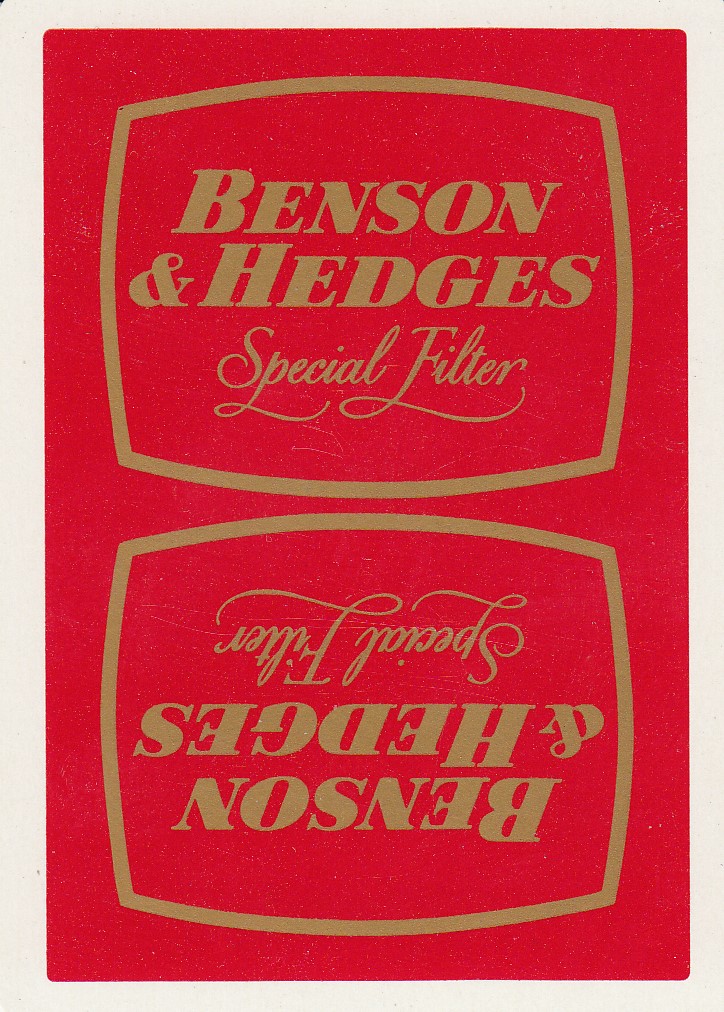 BENSON
& HEDGES
Special Filter
Special Filter
& HEDGES
BENSON